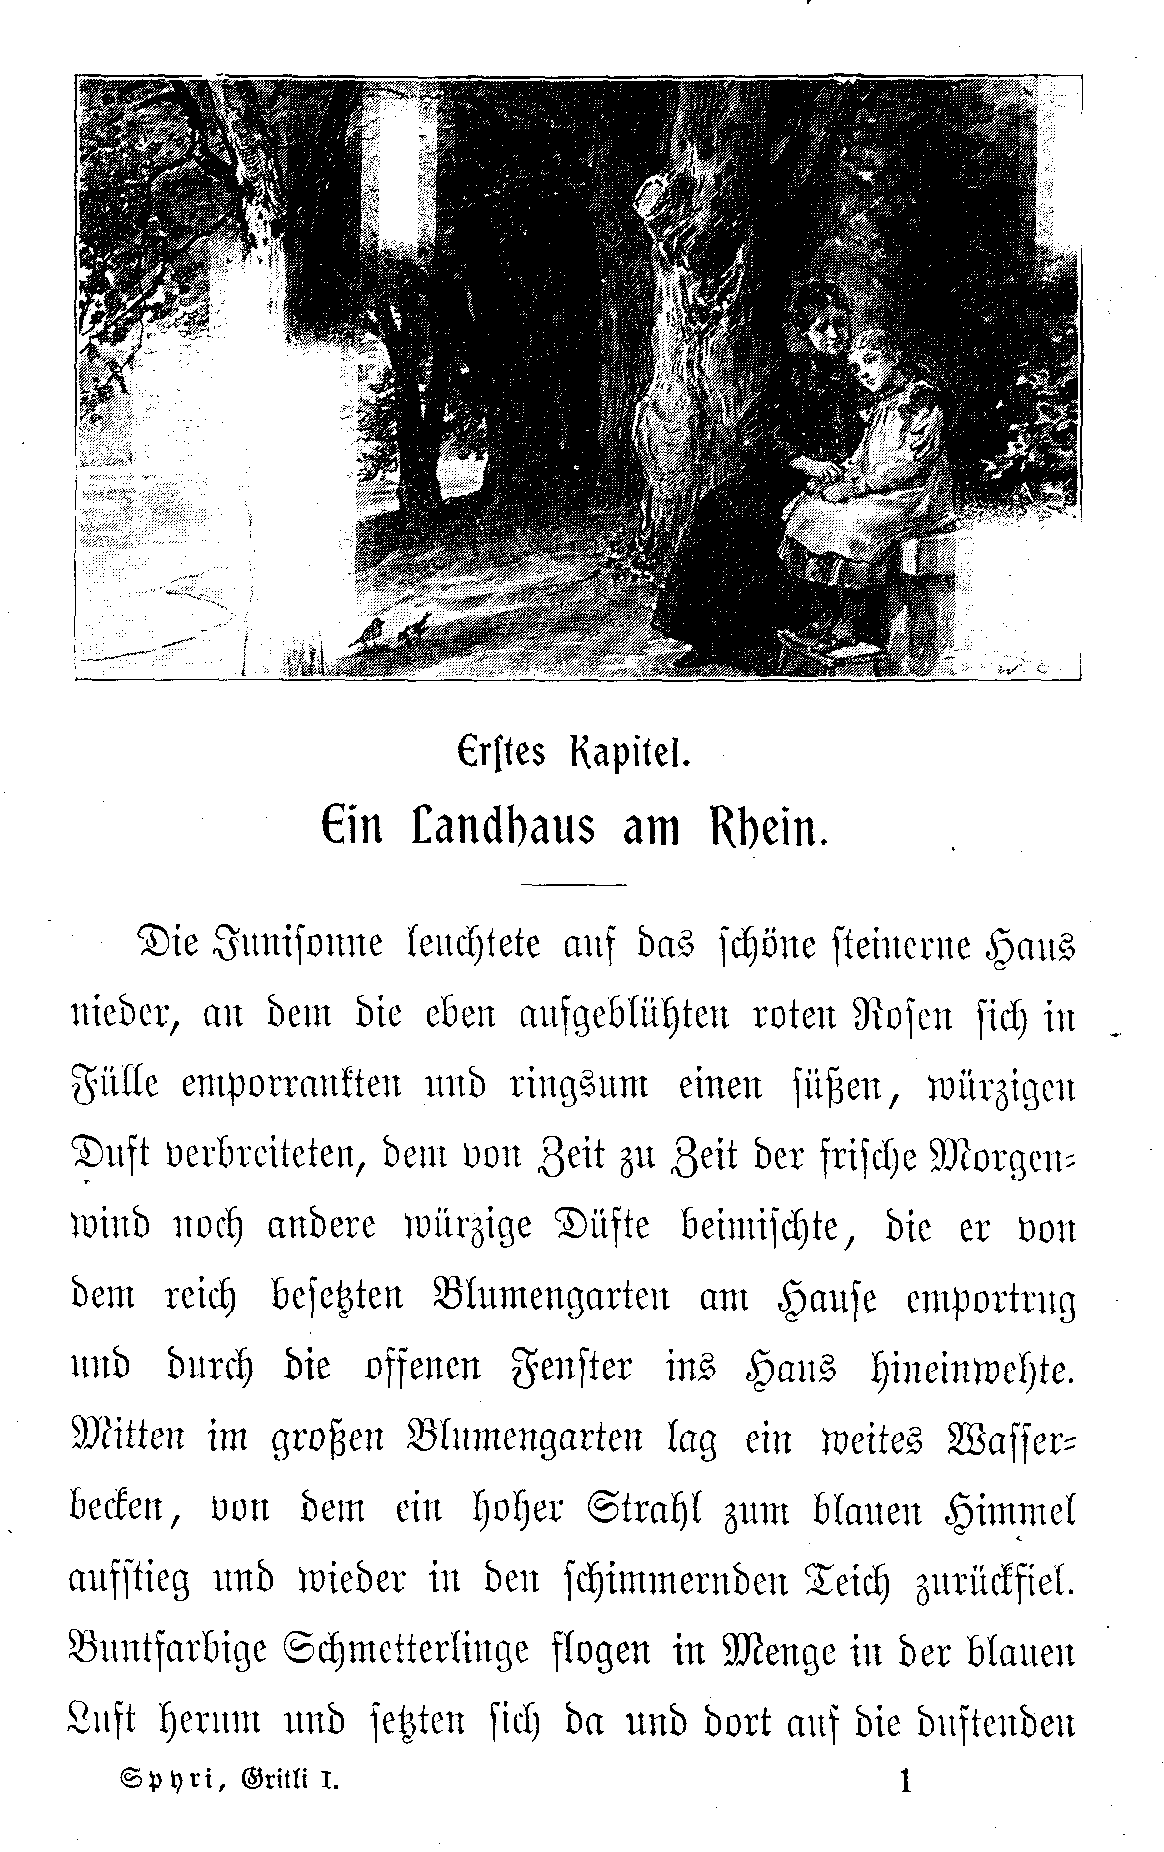 Erſtes Kapitel.
Ein Landhaus am Rhein.
Die Juniſonne leuchtete auf das ſchöne ſteinerne Haus
nieder, an dem die eben aufgeblühten roten Roſen ſich in
Fülle emporrankten und ringsum einen ſüßen, würzigen
Duft verbreiteten, dem von Zeit zu Zeit der friſche Morgen-
wind noch andere würzige Düfte beimiſchte, die er von
dem reich beſetzten Blumengarten am Hauſe emportrug
und durch die offenen Fenſter ins Haus hineinwehte.
Mitten im großen Blumengarten lag ein weites Waſſer-
becken, von dem ein hoher Strahl zum blauen Himmel
aufſtieg und wieder in den ſchimmernden Teich zurückfiel.
Buntfarbige Schmetterlinge flogen in Menge in der blauen
Luft herum und ſetzten ſich da und dort auf die duftenden
Spyri, Gritli I. 1